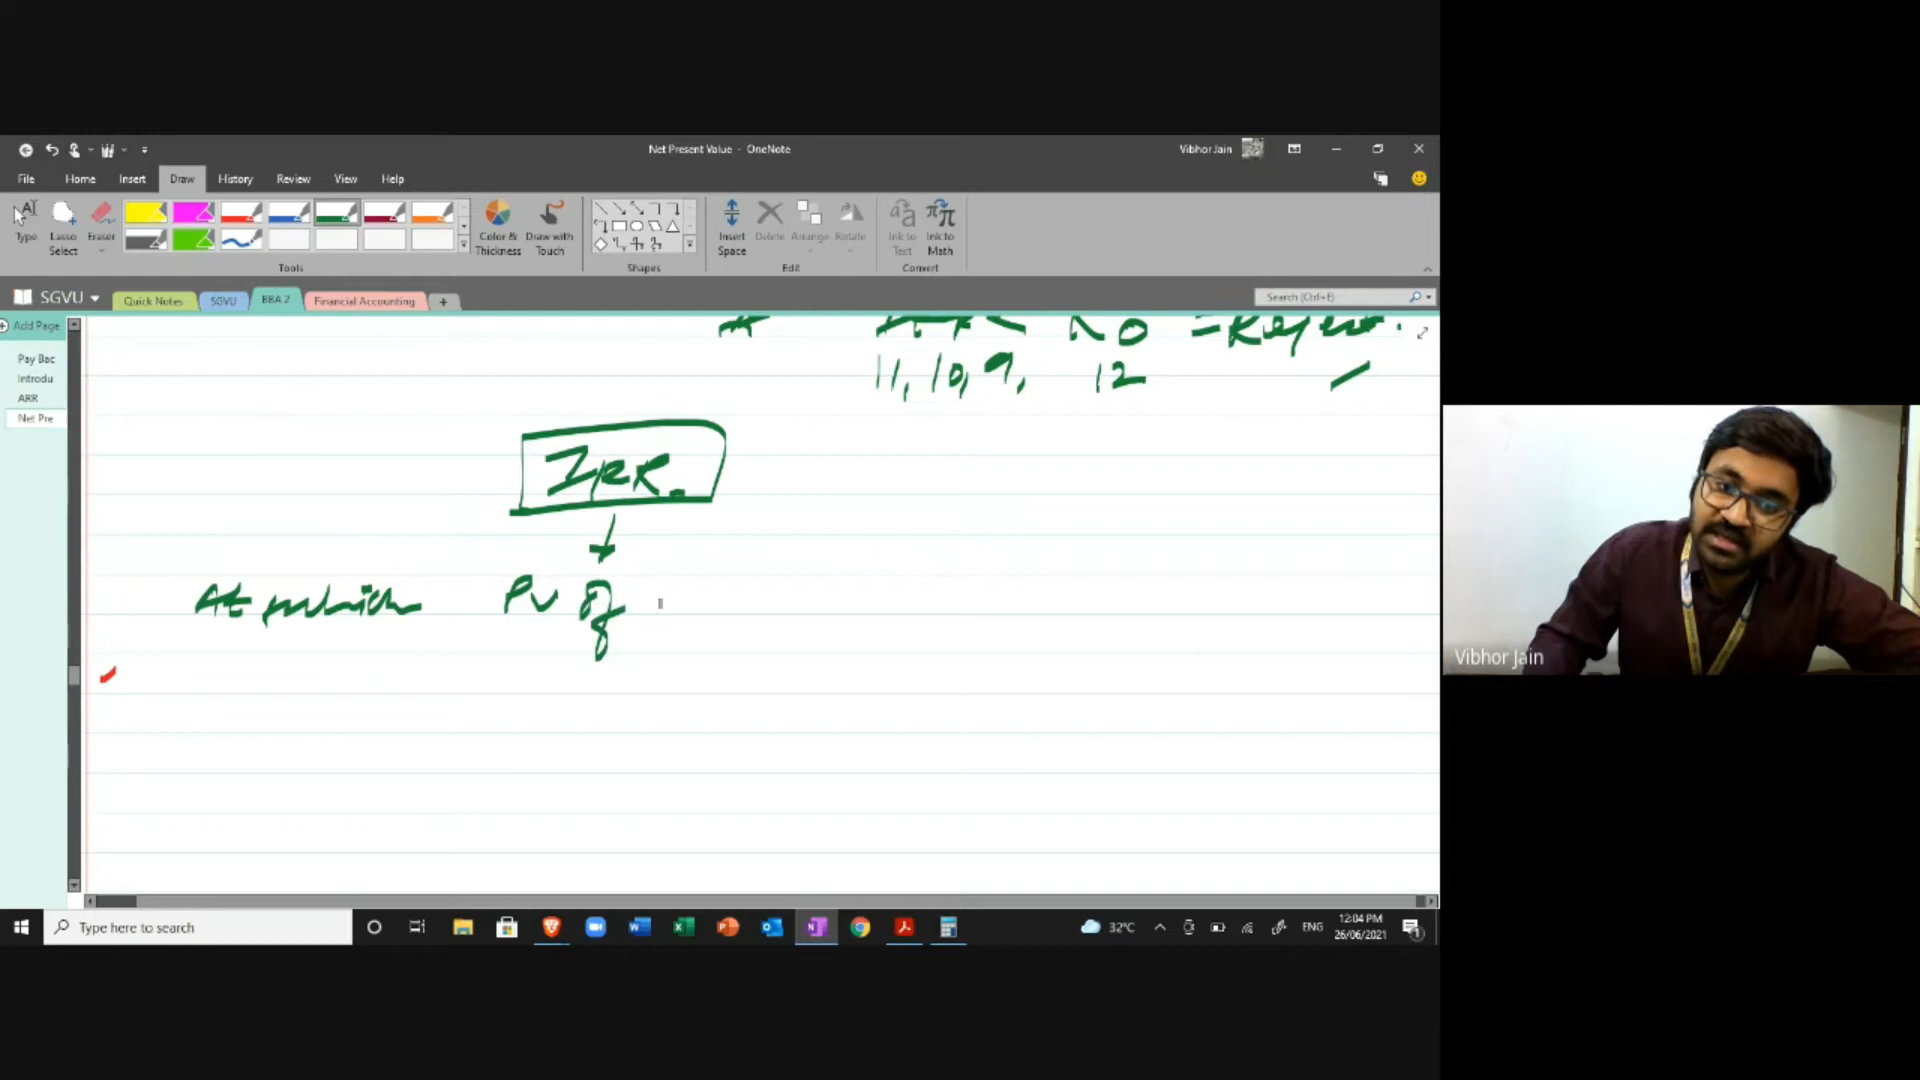 Net Present Value - OneNote
Vibhor Jain
File Home Insert Draw History Review View Help
Type
Lasso Select
Eraser
Color & Thickness
Draw with Touch
Insert Space
Delete
Arrange
Rotate
Ink to Text
Ink to Math
Tools
Shapes
Edit
Convert
SGVU
Quick Notes
SGVU
BBA 2
Financial Accounting
+
Search (Ctrl+E)
Add Page
Pay Bac
Introdu
ARR
Net Pre
= Reject.
11, 10, 9, 12
IRR.
At which PV of
Vibhor Jain
Type here to search
32°C
ENG
12:04 PM
26/06/2021
1